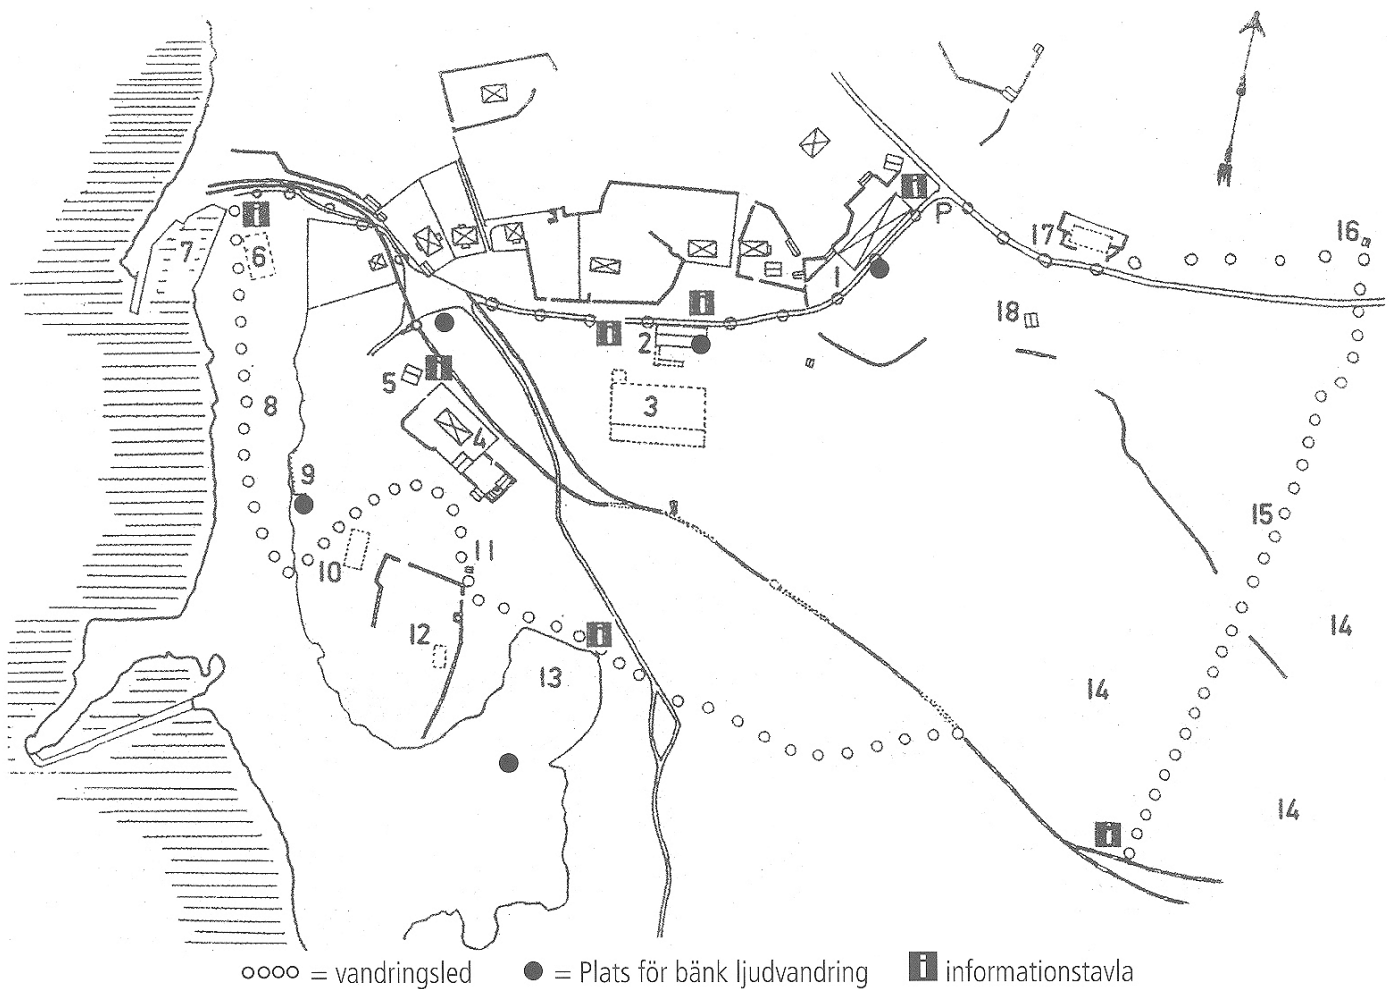 i
P
17
16
7
i
6
i
1
18
i
2
5
i
3
8
4
9
15
11
10
12
i
14
13
14
14
i
= vandringsled
= Plats för bänk ljudvandring
i informationstavla